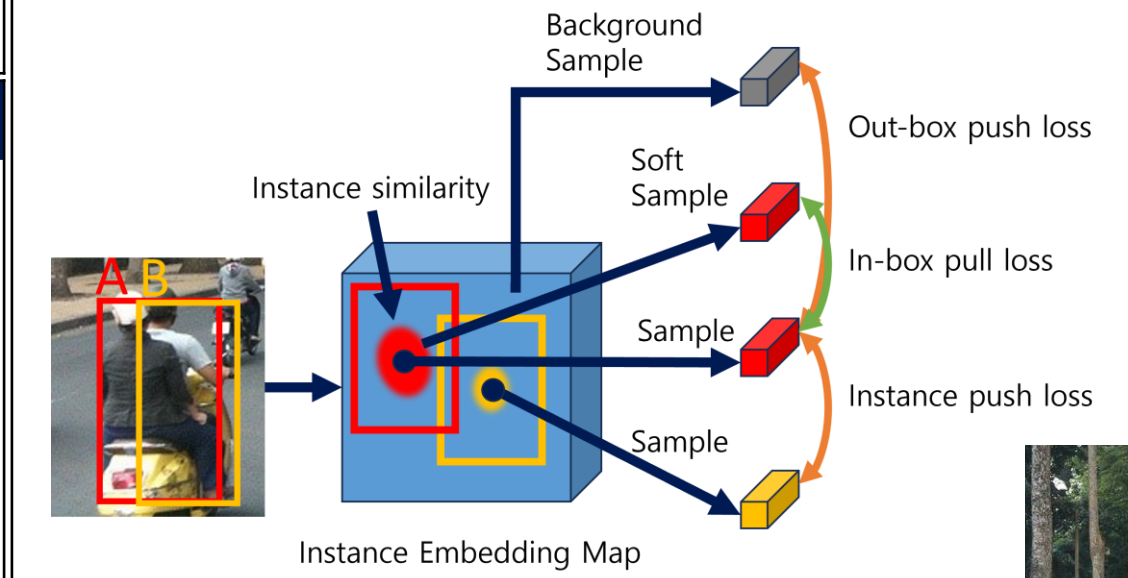 Background
Sample
Out-box push loss
Soft
Sample
Instance similarity
In-box pull loss
A B
Sample
Instance push loss
Sample
Instance Embedding Map